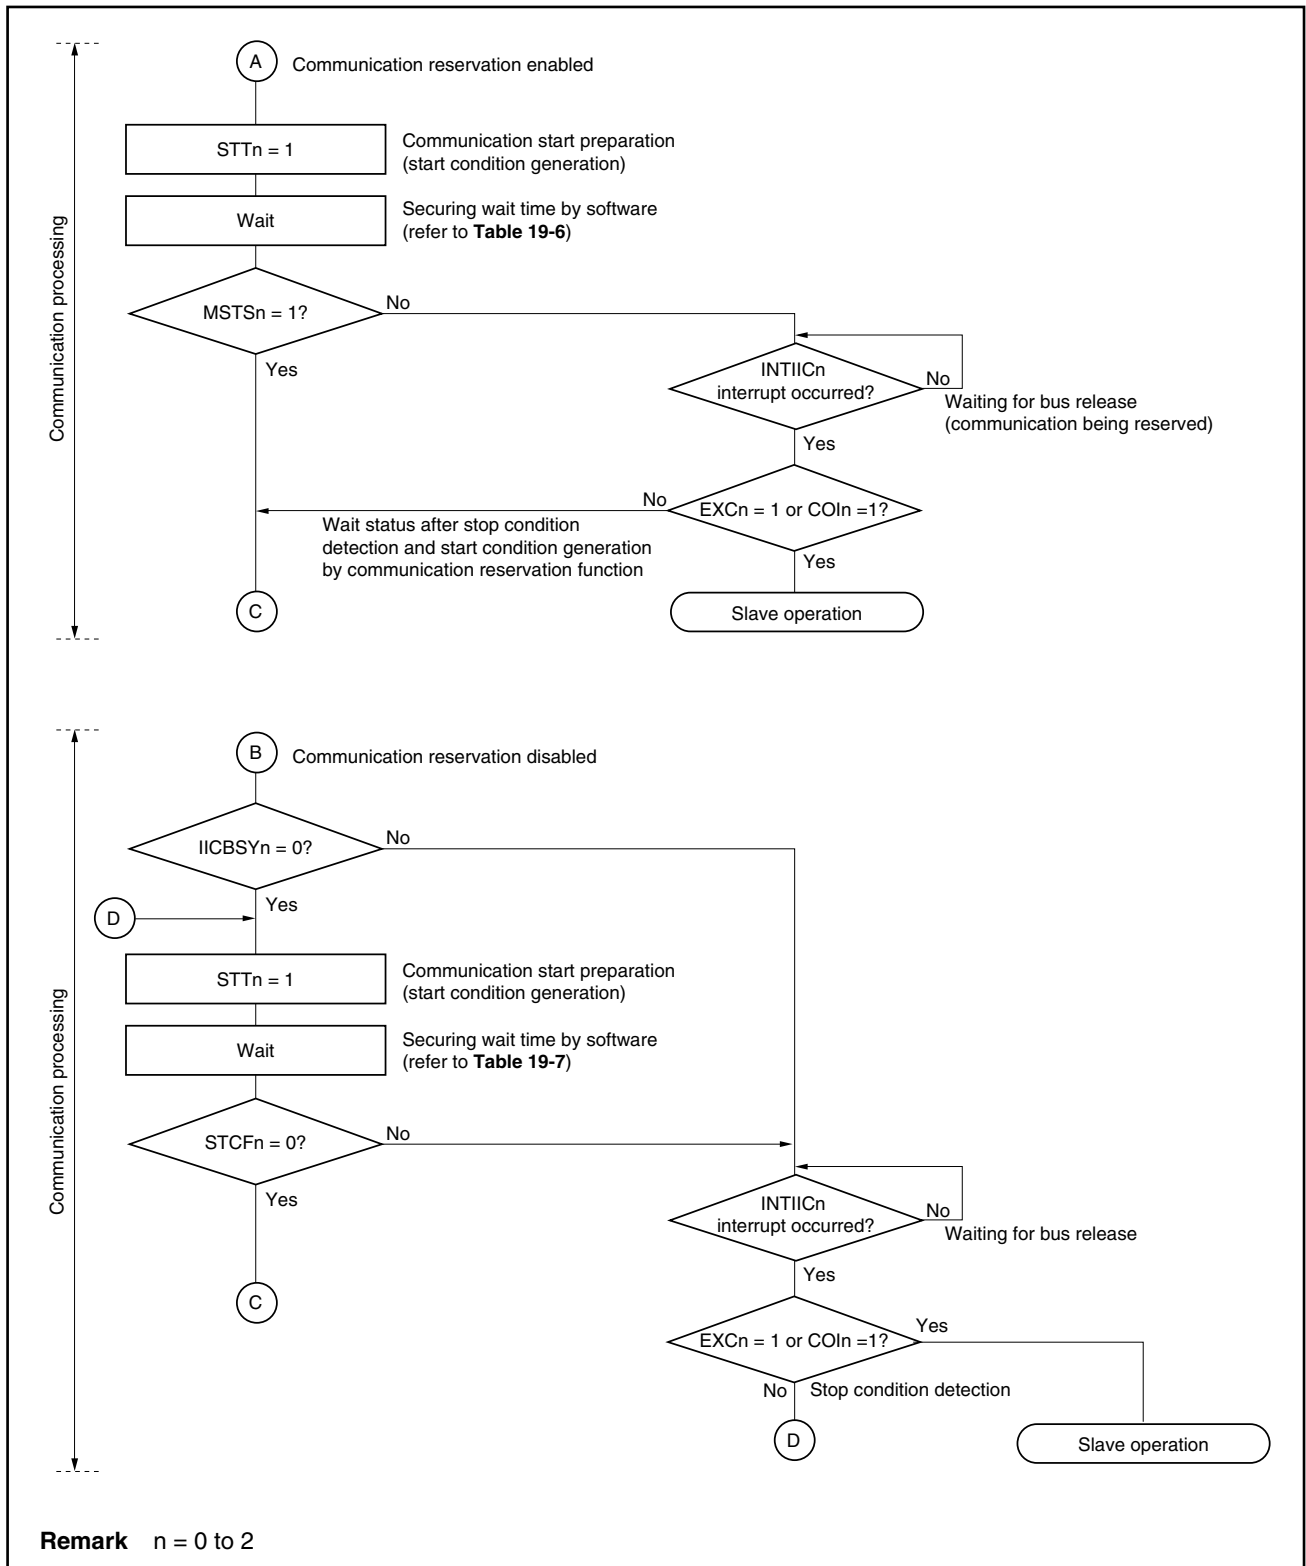 A
Communication reservation enabled
STTn = 1
Communication start preparation
(start condition generation)
Wait
Securing wait time by software
(refer to Table 19-6)
MSTSn = 1?
No
Yes
INTIICn
interrupt occurred?
No
Waiting for bus release
(communication being reserved)
Yes
EXCn = 1 or COIn =1?
No
Wait status after stop condition
detection and start condition generation
by communication reservation function
Yes
C
Slave operation
Communication processing
B
Communication reservation disabled
IICBSYn = 0?
No
Yes
D
STTn = 1
Communication start preparation
(start condition generation)
Wait
Securing wait time by software
(refer to Table 19-7)
STCFn = 0?
No
Yes
INTIICn
interrupt occurred?
No
Waiting for bus release
Yes
C
EXCn = 1 or COIn =1?
Yes
No
Stop condition detection
D
Slave operation
Communication processing
Remark n = 0 to 2